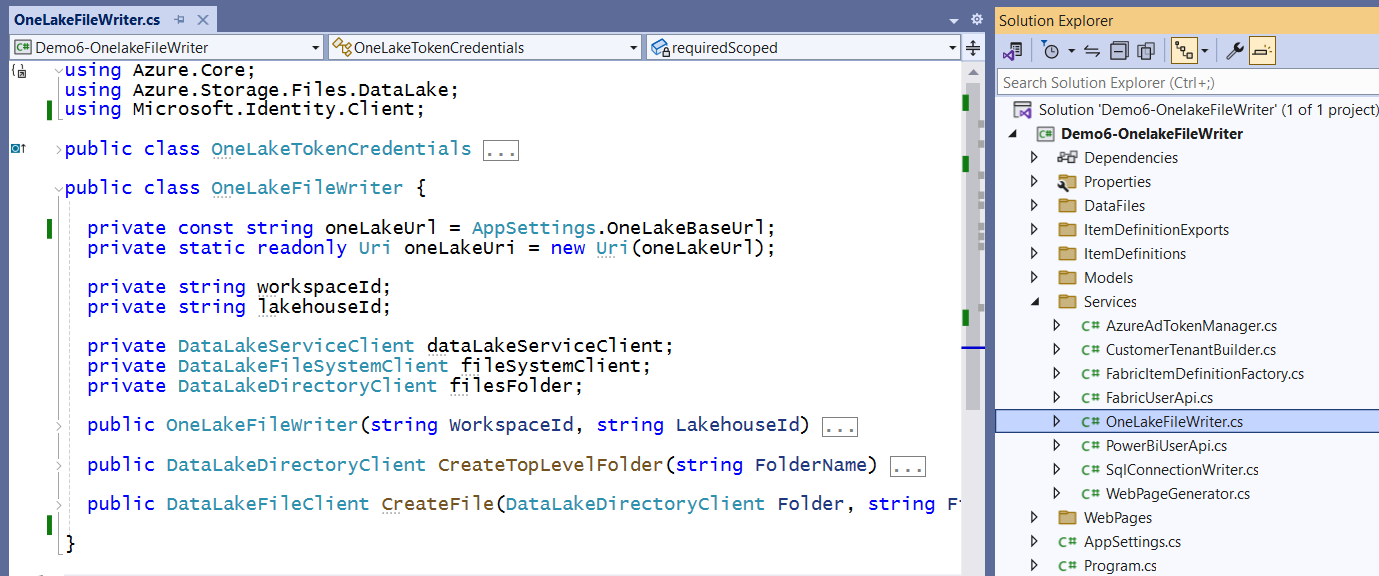 OneLakeFileWriter.cs
Demo6-OnelakeFileWriter
OneLakeTokenCredentials
requiredScoped
using Azure.Core;
using Azure.Storage.Files.DataLake;
using Microsoft.Identity.Client;
public class OneLakeTokenCredentials ...
public class OneLakeFileWriter {
private const string oneLakeUrl = AppSettings.OneLakeBaseUrl;
private static readonly Uri oneLakeUri = new Uri(oneLakeUrl);
private string workspaceId;
private string lakehouseId;
private DataLakeServiceClient dataLakeServiceClient;
private DataLakeFileSystemClient fileSystemClient;
private DataLakeDirectoryClient filesFolder;
public OneLakeFileWriter(string WorkspaceId, string LakehouseId) ...
public DataLakeDirectoryClient CreateTopLevelFolder(string FolderName) ...
public DataLakeFileClient CreateFile(DataLakeDirectoryClient Folder, string
}
Solution Explorer
Search Solution Explorer (Ctrl+;)
Solution 'Demo6-OnelakeFileWriter' (1 of 1 project)
Demo6-OnelakeFileWriter
Dependencies
Properties
DataFiles
ItemDefinitionExports
ItemDefinitions
Models
Services
C# AzureAdTokenManager.cs
C# CustomerTenantBuilder.cs
C# FabricItemDefinitionFactory.cs
C# FabricUserApi.cs
C# OneLakeFileWriter.cs
C# PowerBiUserApi.cs
C# SqlConnectionWriter.cs
C# WebPageGenerator.cs
WebPages
C# AppSettings.cs
C# Program.cs